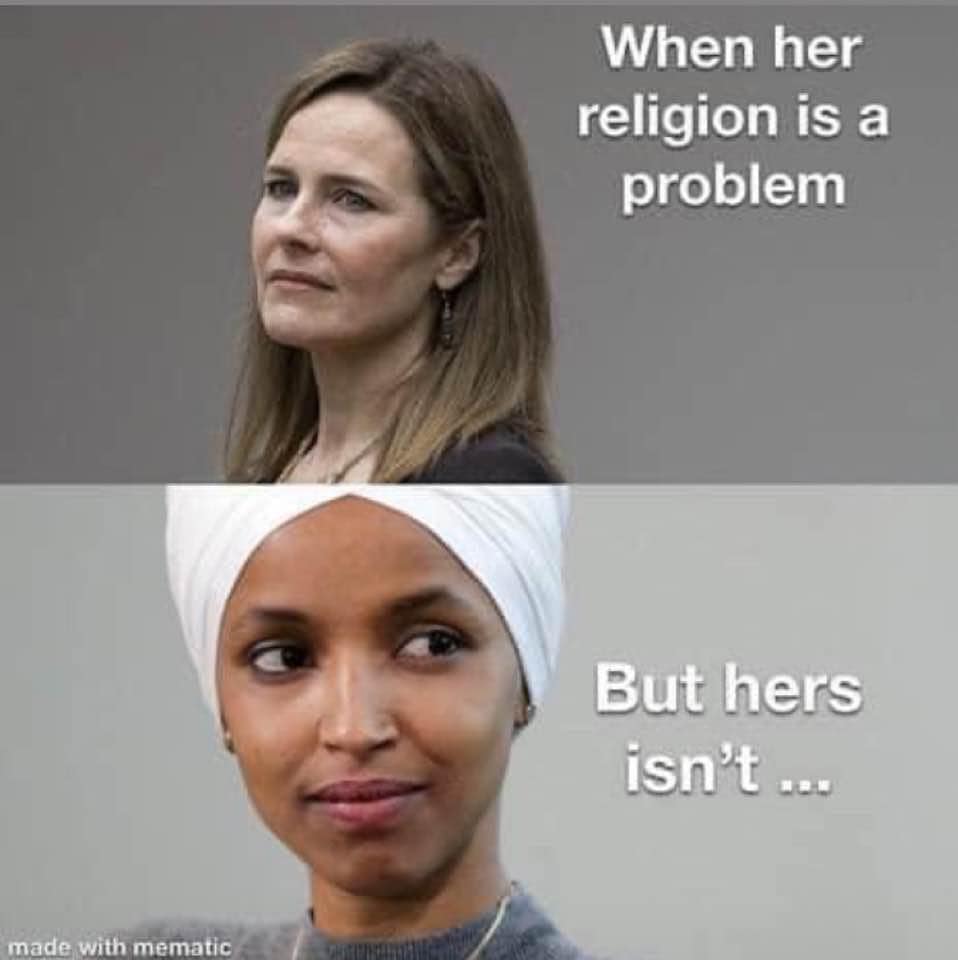 When her
religion is a
problem
But hers
isn't ...
made with mematic